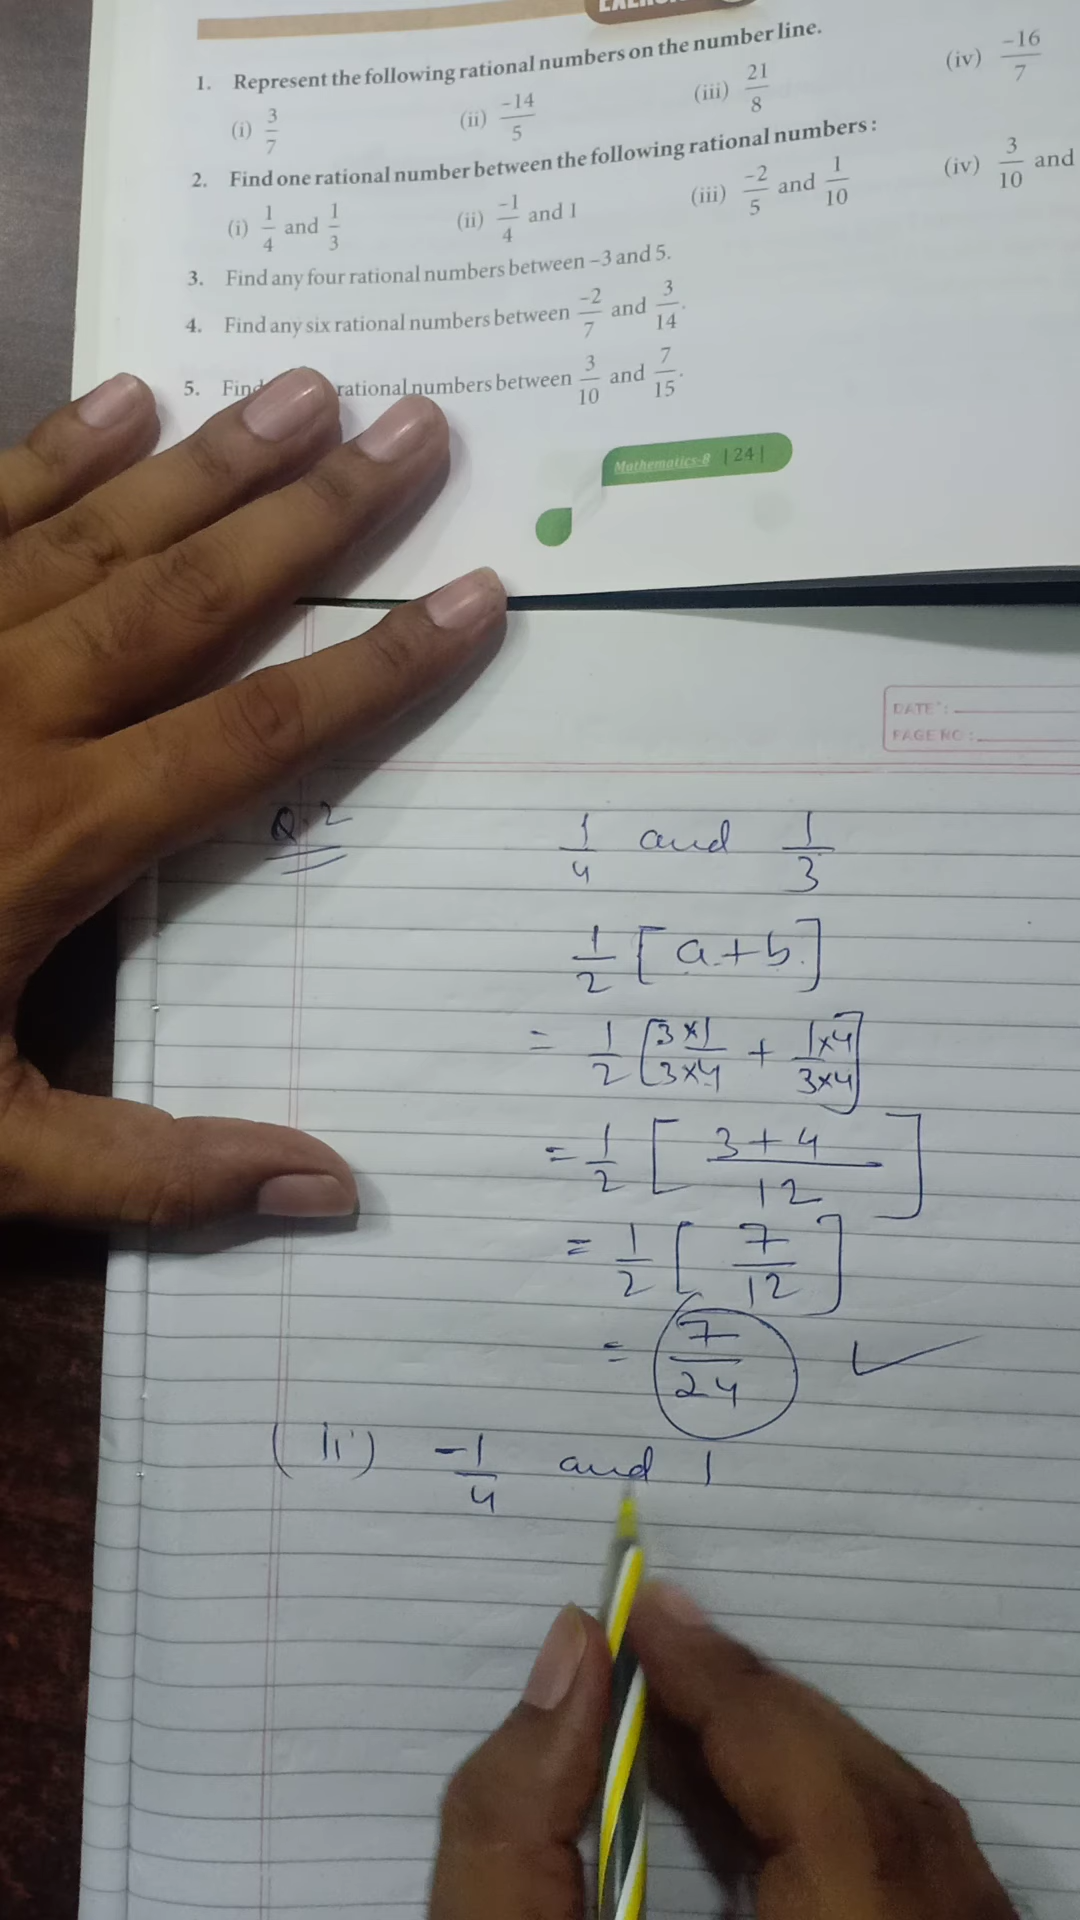 1. Represent the following rational numbers on the number line.
(i) 3/7 (ii) -14/5 (iii) 21/8 (iv) -16/7
2. Find one rational number between the following rational numbers:
(i) 1/4 and 1/3 (ii) -1/4 and 1 (iii) -2/5 and 1/10 (iv) 3/10 and
3. Find any four rational numbers between –3 and 5.
4. Find any six rational numbers between -2/7 and 3/14.
5. Find rational numbers between 3/10 and 7/15.
Mathematics-8 | 24 |
DATE :
PAGE NO :
Q.2 1/4 and 1/3
1/2 [a+b]
= 1/2 [3×1/3×4 + 1×4/3×4]
= 1/2 [3+4/12]
= 1/2 [7/12]
= 7/24 ✓
(ii) -1/4 and 1